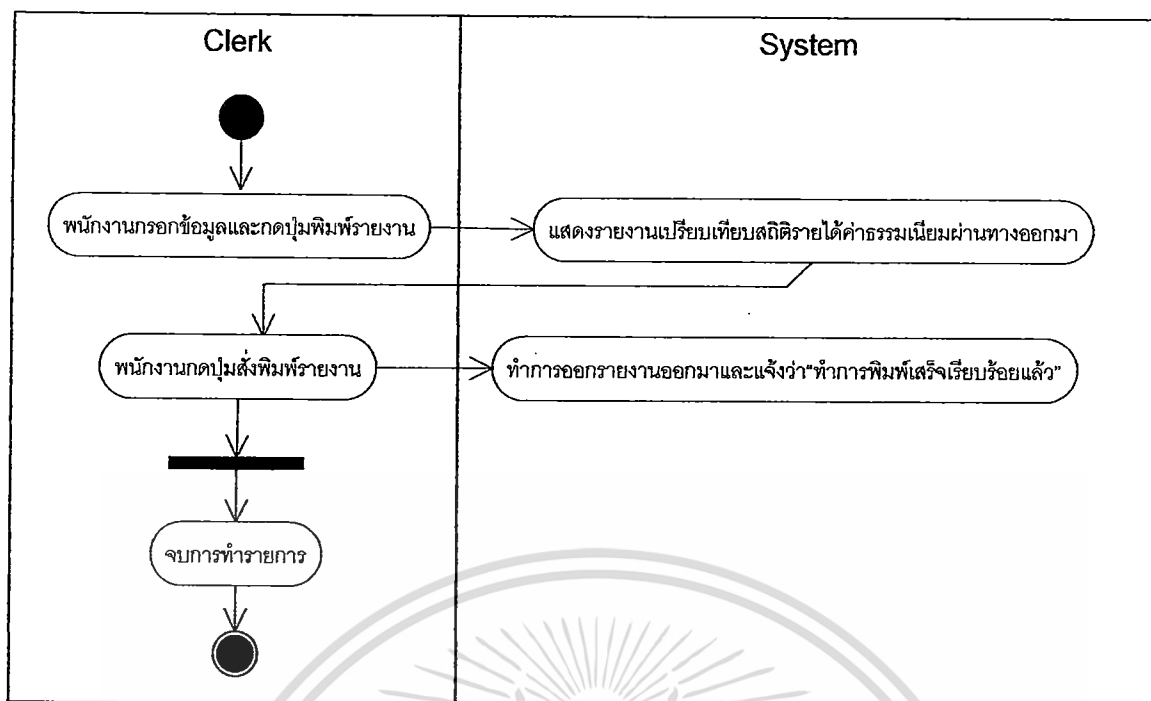 Clerk
System
พนักงานกรอกข้อมูลและกดปุ่มพิมพ์รายงาน
แสดงรายงานเปรียบเทียบสถิติรายได้ค่าธรรมเนียมผ่านทางออกมา
พนักงานกดปุ่มสั่งพิมพ์รายงาน
ทำการออกรายงานออกมาและแจ้งว่า“ทำการพิมพ์เสร็จเรียบร้อยแล้ว”
จบการทำรายการ